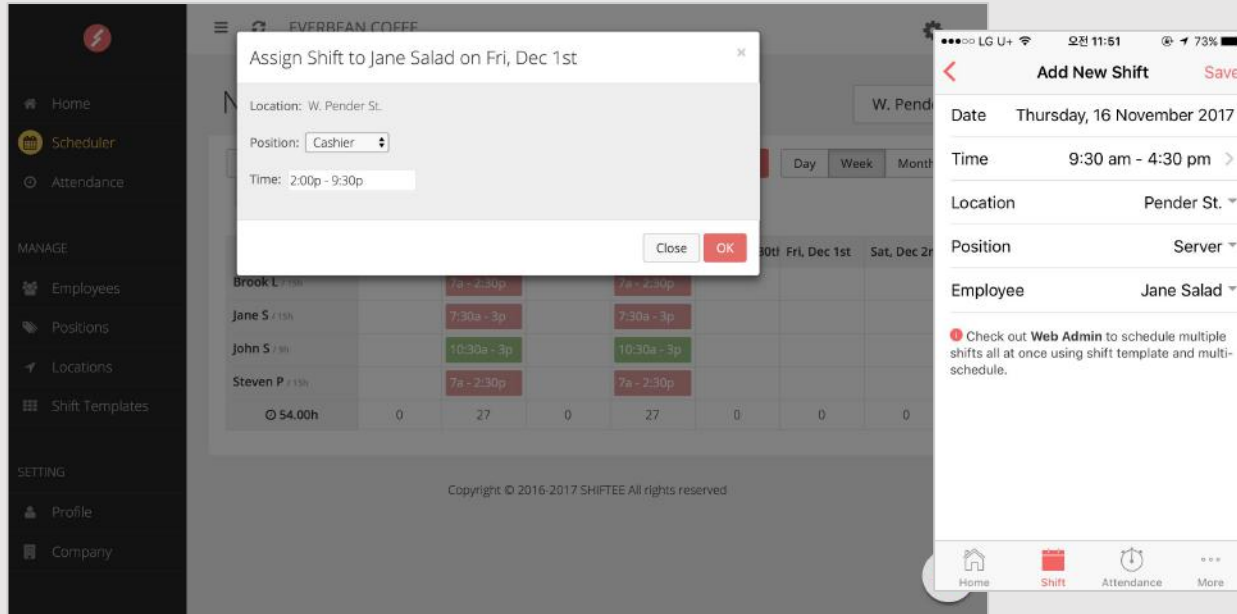 EVERBEAN COFFE
Assign Shift to Jane Salad on Fri, Dec 1st
×
Location: W. Pender St.
Position: Cashier
Time: 2:00p - 9:30p
Close
OK
Home
Scheduler
Attendance
MANAGE
Employees
Positions
Locations
Shift Templates
SETTING
Profile
Company
N
W. Pend
Day
Week
Month
30th
Fri, Dec 1st
Sat, Dec 2n
Brook L / 15h
7a - 2:30p
7a - 2:30p
Jane S / 15h
7:30a - 3p
7:30a - 3p
John S / 9h
10:30a - 3p
10:30a - 3p
Steven P / 15h
7a - 2:30p
7a - 2:30p
54.00h
0
27
0
27
0
0
0
Copyright © 2016-2017 SHIFTEE All rights reserved
LG U+
오전 11:51
73%
Add New Shift
Save
Date
Thursday, 16 November 2017
Time
9:30 am - 4:30 pm
Location
Pender St.
Position
Server
Employee
Jane Salad
Check out Web Admin to schedule multiple
shifts all at once using shift template and multi-
schedule.
Home
Shift
Attendance
More